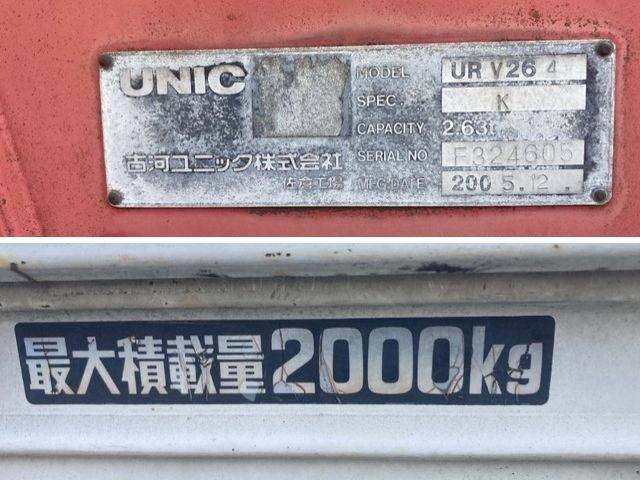 UNIC
MODEL UR V26 4
SPEC. K
CAPACITY 2.63t
古河ユニック株式会社 SERIAL NO F324605
佐倉工場 MFG.DATE 2005.12.
最大積載量2000kg